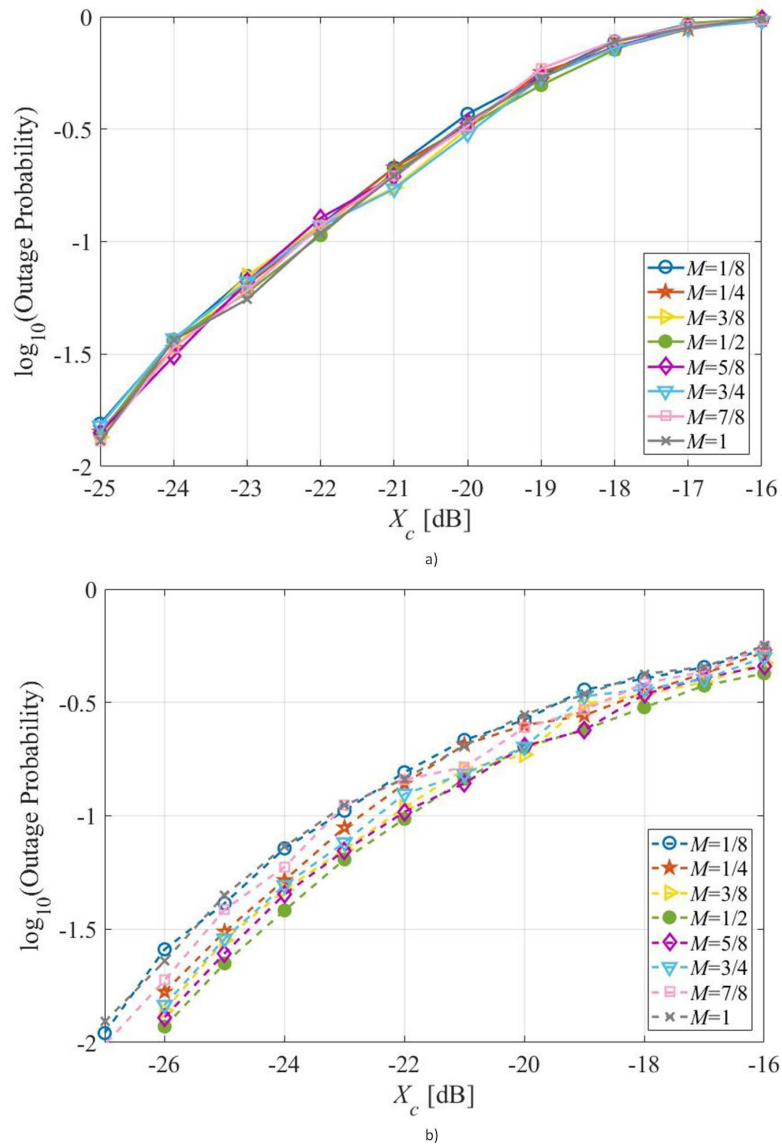 0
-0.5
-1
-1.5
-2
log10(Outage Probability)
M=1/8
M=1/4
M=3/8
M=1/2
M=5/8
M=3/4
M=7/8
M=1
-25 -24 -23 -22 -21 -20 -19 -18 -17 -16
Xc [dB]
a)
0
-0.5
-1
-1.5
-2
log10(Outage Probability)
M=1/8
M=1/4
M=3/8
M=1/2
M=5/8
M=3/4
M=7/8
M=1
-26 -24 -22 -20 -18 -16
Xc [dB]
b)